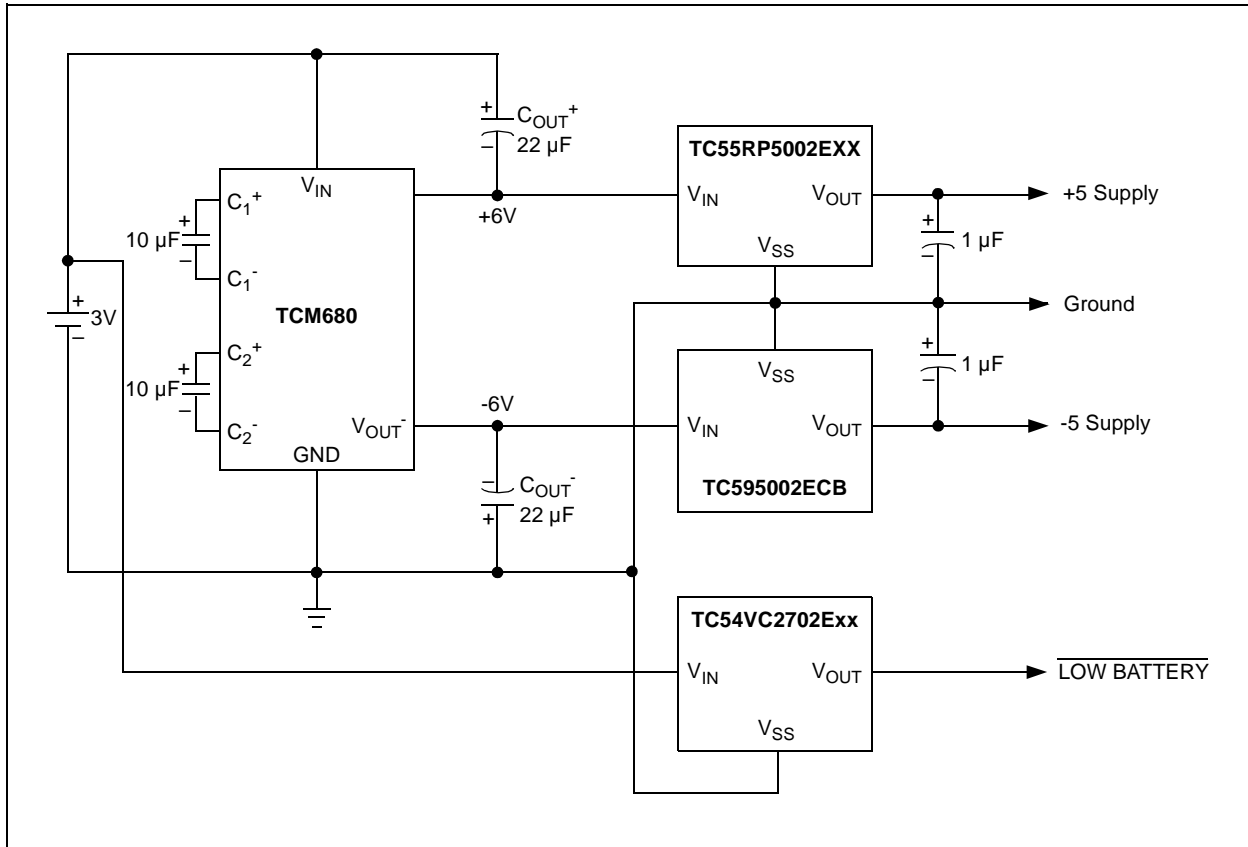 +
C_OUT^+
22 µF
–
TC55RP5002EXX
V_IN
C_1^+
V_IN
V_OUT
+5 Supply
+
10 µF
–
+6V
+
1 µF
–
V_SS
C_1^-
TCM680
Ground
+
3V
–
C_2^+
+
10 µF
–
V_SS
+
1 µF
–
-6V
V_OUT^-
V_IN
V_OUT
-5 Supply
C_2^-
GND
–
C_OUT^-
22 µF
+
TC595002ECB
TC54VC2702Exx
V_IN
V_OUT
LOW BATTERY
V_SS